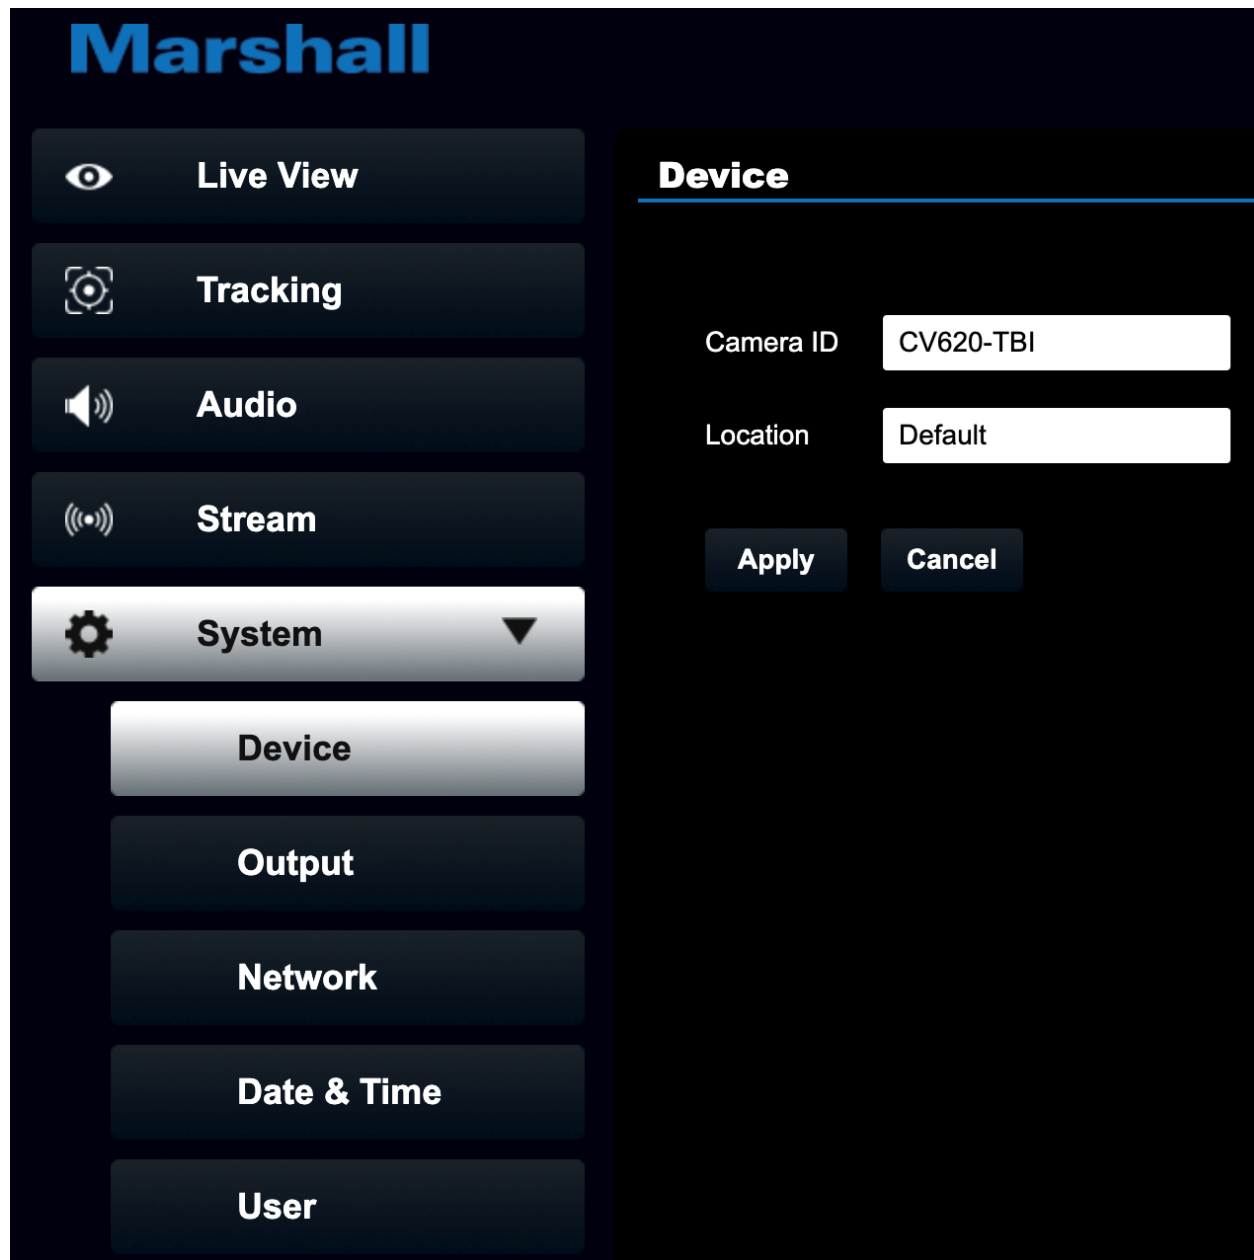 Marshall
Live View
Tracking
Audio
Stream
System
Device
Output
Network
Date & Time
User
Device
Camera ID CV620-TBI
Location Default
Apply Cancel